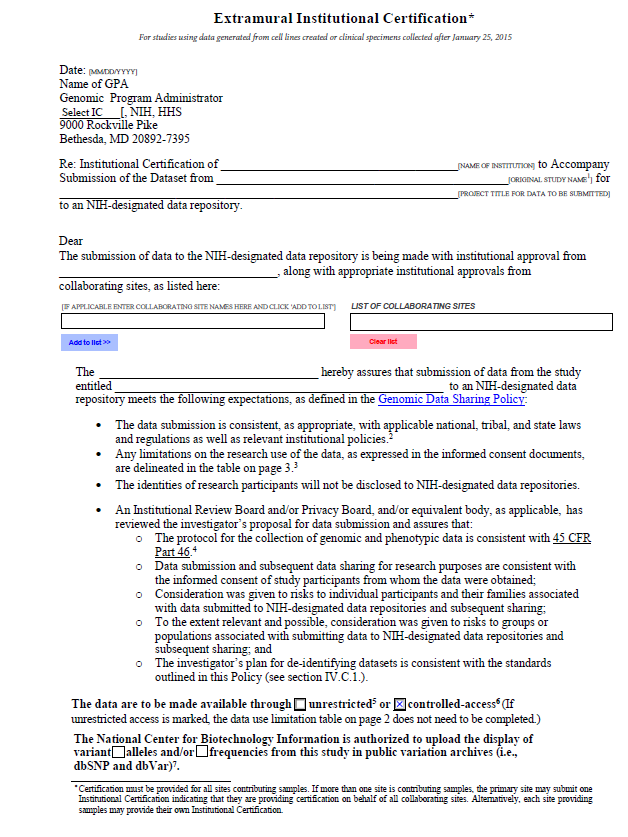 Extramural Institutional Certification*
For studies using data generated from cell lines created or clinical specimens collected after January 25, 2015
Date: [MM/DD/YYYY]
Name of GPA
Genomic Program Administrator
Select IC [, NIH, HHS
9000 Rockville Pike
Bethesda, MD 20892-7395
Re: Institutional Certification of [NAME OF INSTITUTION] to Accompany
Submission of the Dataset from [ORIGINAL STUDY NAME¹] for
[PROJECT TITLE FOR DATA TO BE SUBMITTED]
to an NIH-designated data repository.
Dear
The submission of data to the NIH-designated data repository is being made with institutional approval from
, along with appropriate institutional approvals from
collaborating sites, as listed here:
[IF APPLICABLE ENTER COLLABORATING SITE NAMES HERE AND CLICK 'ADD TO LIST'] LIST OF COLLABORATING SITES
Add to list >> Clear list
The hereby assures that submission of data from the study
entitled to an NIH-designated data
repository meets the following expectations, as defined in the Genomic Data Sharing Policy:
• The data submission is consistent, as appropriate, with applicable national, tribal, and state laws
and regulations as well as relevant institutional policies.²
• Any limitations on the research use of the data, as expressed in the informed consent documents,
are delineated in the table on page 3.³
• The identities of research participants will not be disclosed to NIH-designated data repositories.
• An Institutional Review Board and/or Privacy Board, and/or equivalent body, as applicable, has
reviewed the investigator's proposal for data submission and assures that:
o The protocol for the collection of genomic and phenotypic data is consistent with 45 CFR
Part 46.⁴
o Data submission and subsequent data sharing for research purposes are consistent with
the informed consent of study participants from whom the data were obtained;
o Consideration was given to risks to individual participants and their families associated
with data submitted to NIH-designated data repositories and subsequent sharing;
o To the extent relevant and possible, consideration was given to risks to groups or
populations associated with submitting data to NIH-designated data repositories and
subsequent sharing; and
o The investigator's plan for de-identifying datasets is consistent with the standards
outlined in this Policy (see section IV.C.1.).
The data are to be made available through ☐ unrestricted⁵ or ☒ controlled-access⁶ (If
unrestricted access is marked, the data use limitation table on page 2 does not need to be completed.)
The National Center for Biotechnology Information is authorized to upload the display of
variant ☐ alleles and/or ☐ frequencies from this study in public variation archives (i.e.,
dbSNP and dbVar)⁷.
* Certification must be provided for all sites contributing samples. If more than one site is contributing samples, the primary site may submit one
Institutional Certification indicating that they are providing certification on behalf of all collaborating sites. Alternatively, each site providing
samples may provide their own Institutional Certification.